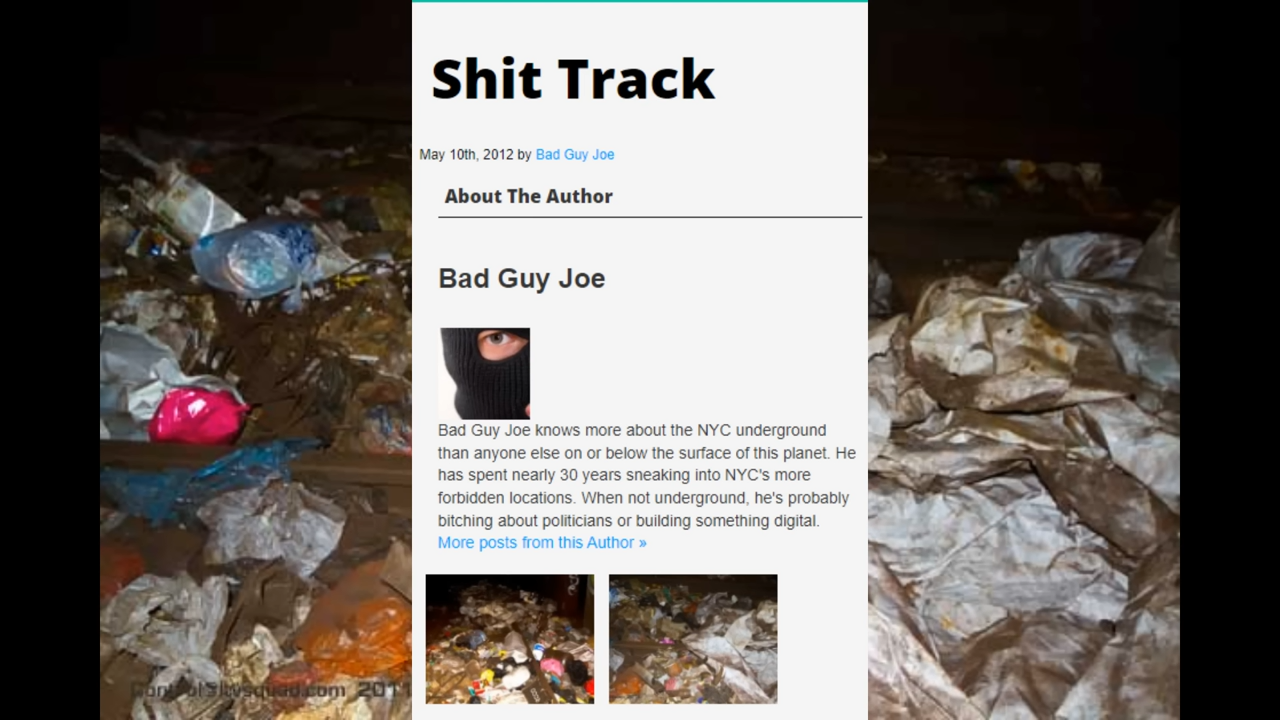 Shit Track
May 10th, 2012 by Bad Guy Joe
About The Author
Bad Guy Joe
Bad Guy Joe knows more about the NYC underground
than anyone else on or below the surface of this planet. He
has spent nearly 30 years sneaking into NYC's more
forbidden locations. When not underground, he's probably
bitching about politicians or building something digital.
More posts from this Author »
2011